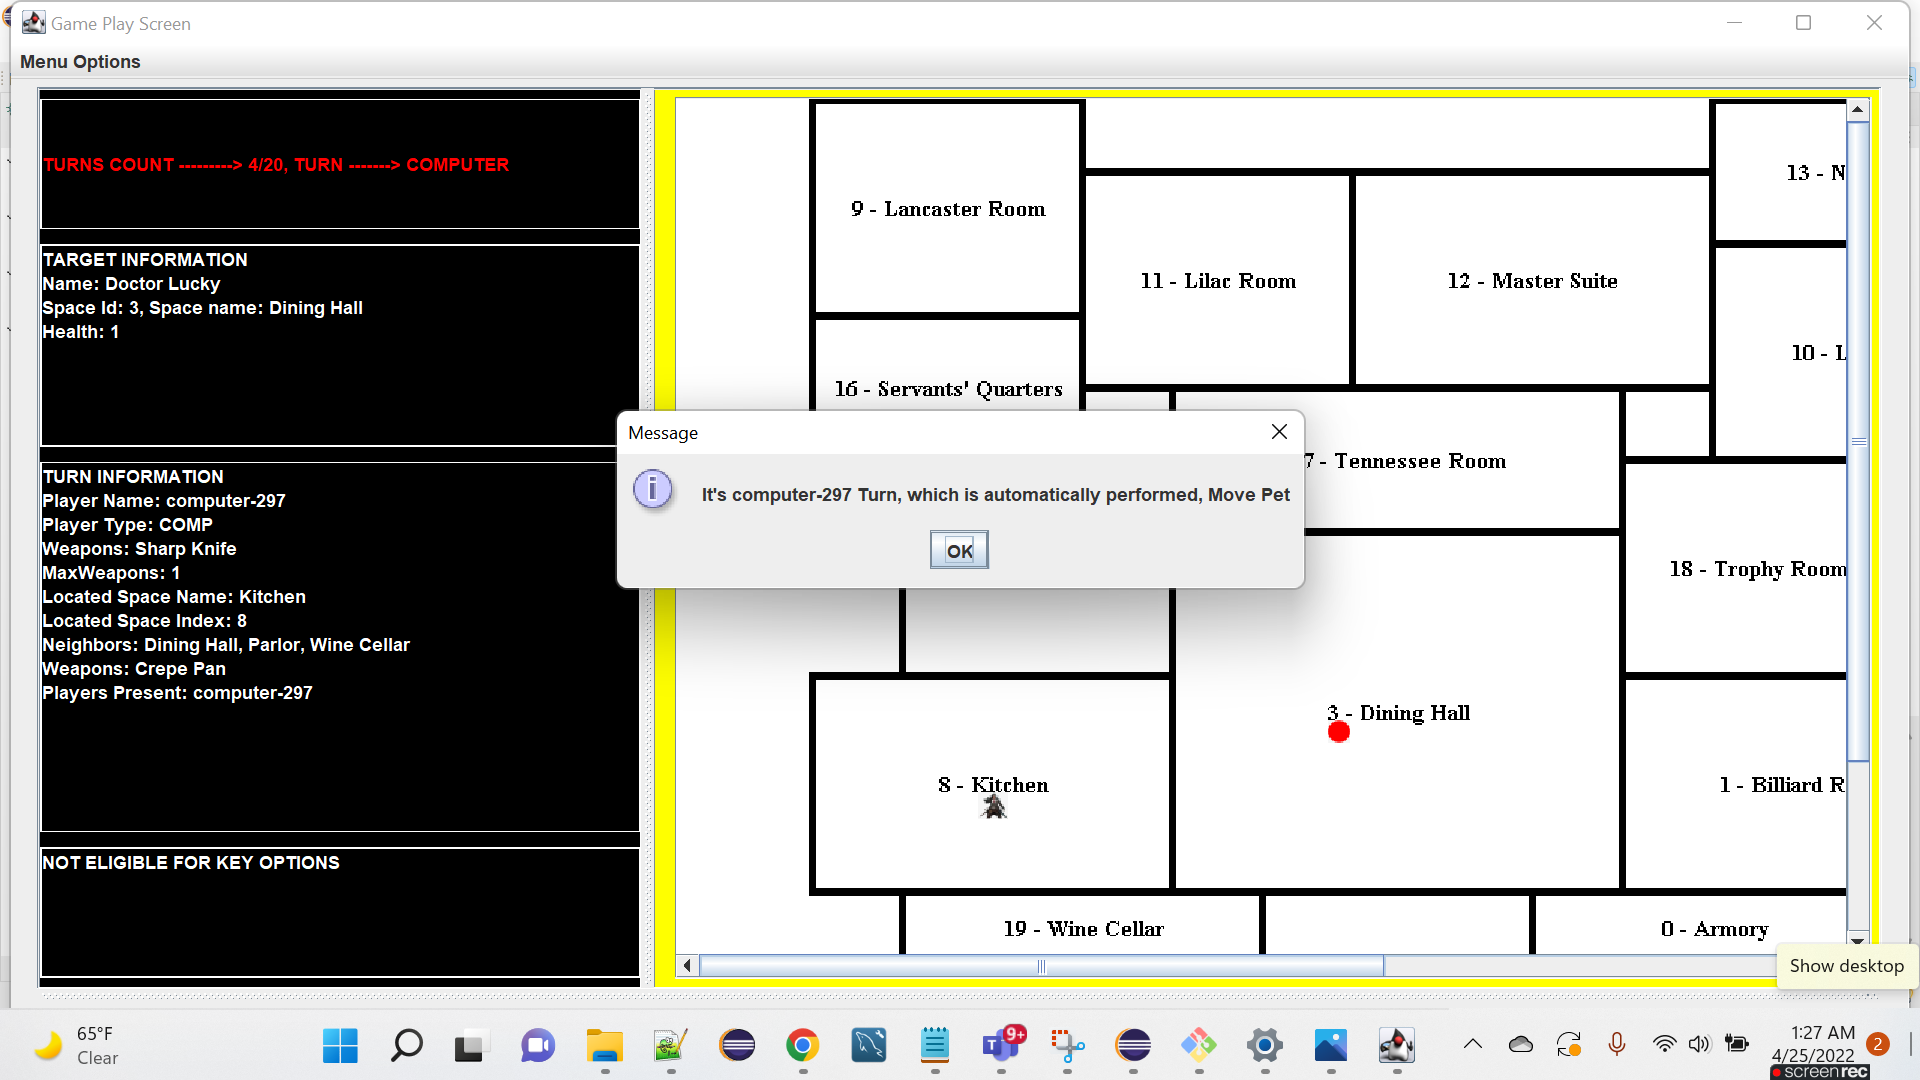 Game Play Screen
Menu Options
TURNS COUNT ---------> 4/20, TURN -------> COMPUTER
TARGET INFORMATION
Name: Doctor Lucky
Space Id: 3, Space name: Dining Hall
Health: 1
TURN INFORMATION
Player Name: computer-297
Player Type: COMP
Weapons: Sharp Knife
MaxWeapons: 1
Located Space Name: Kitchen
Located Space Index: 8
Neighbors: Dining Hall, Parlor, Wine Cellar
Weapons: Crepe Pan
Players Present: computer-297
NOT ELIGIBLE FOR KEY OPTIONS
9 - Lancaster Room
13 - N
11 - Lilac Room
12 - Master Suite
10 - L
16 - Servants' Quarters
Message
It's computer-297 Turn, which is automatically performed, Move Pet
OK
7 - Tennessee Room
18 - Trophy Room
3 - Dining Hall
8 - Kitchen
1 - Billiard R
19 - Wine Cellar
0 - Armory
Show desktop
65°F
Clear
9+
1:27 AM
4/25/2022
2
screenrec